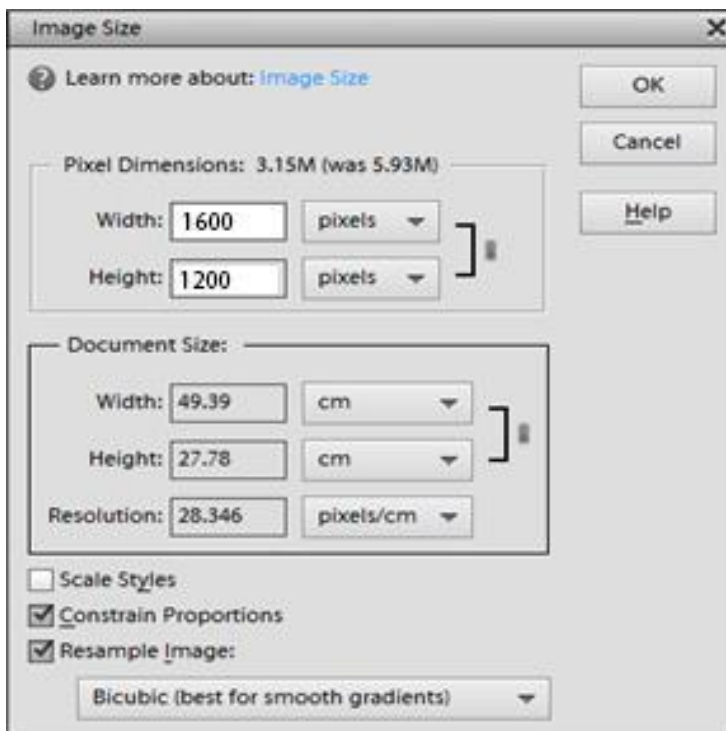 Image Size
Learn more about: Image Size
OK
Cancel
Help
Pixel Dimensions: 3.15M (was 5.93M)
Width: 1600 pixels
Height: 1200 pixels
Document Size:
Width: 49.39 cm
Height: 27.78 cm
Resolution: 28.346 pixels/cm
Scale Styles
Constrain Proportions
Resample Image:
Bicubic (best for smooth gradients)